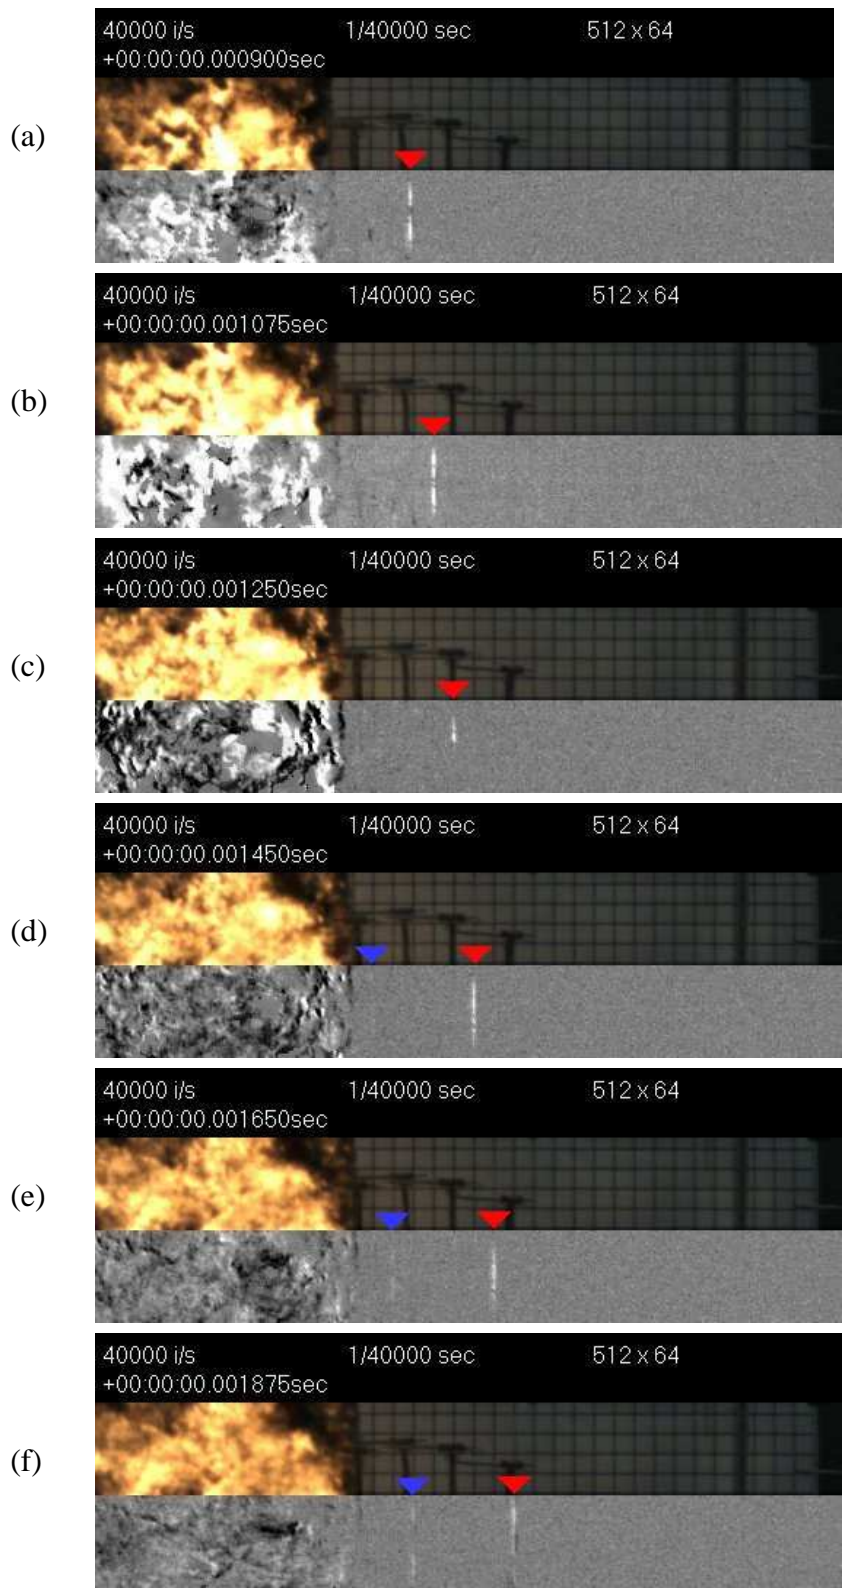 40000 i/s 1/40000 sec 512 x 64
+00:00:00.000900sec
(a)
40000 i/s 1/40000 sec 512 x 64
+00:00:00.001075sec
(b)
40000 i/s 1/40000 sec 512 x 64
+00:00:00.001250sec
(c)
40000 i/s 1/40000 sec 512 x 64
+00:00:00.001450sec
(d)
40000 i/s 1/40000 sec 512 x 64
+00:00:00.001650sec
(e)
40000 i/s 1/40000 sec 512 x 64
+00:00:00.001875sec
(f)